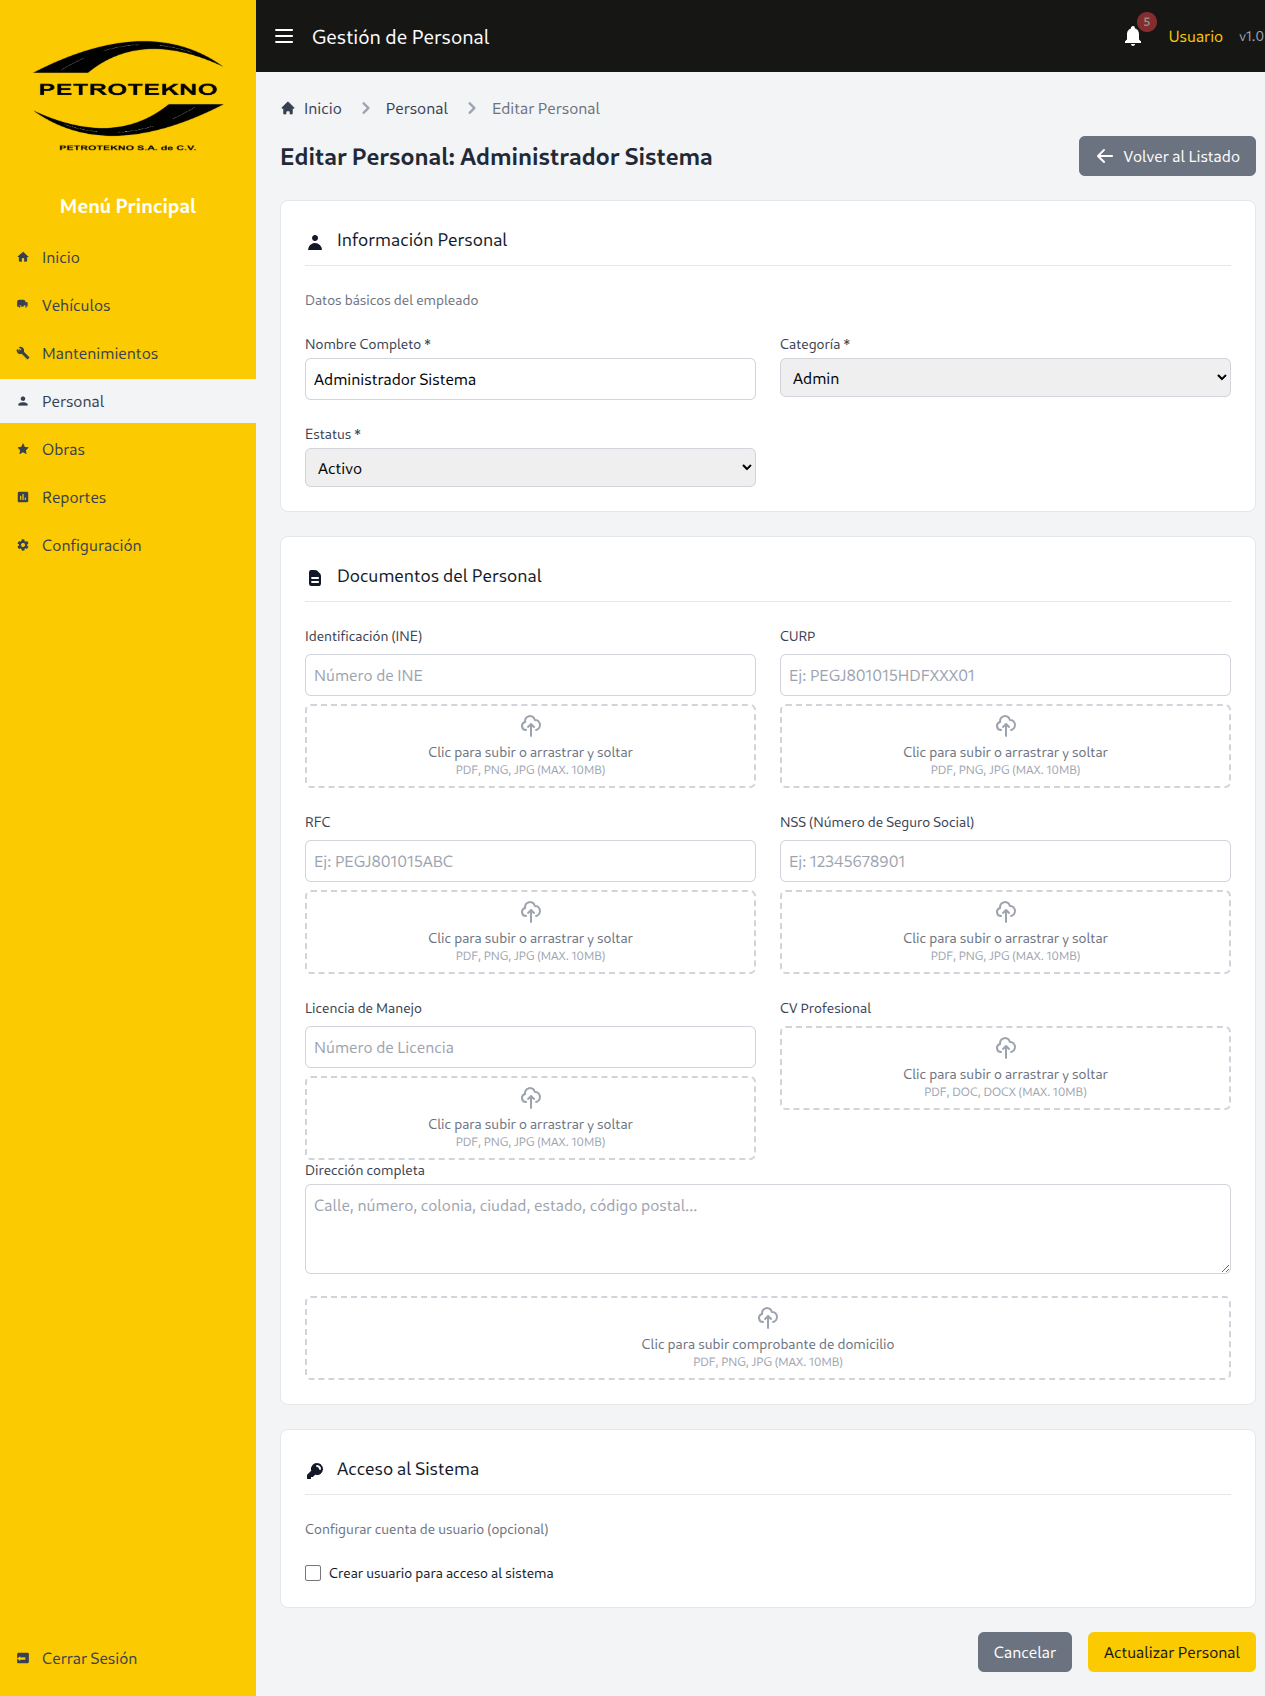 PETROTEKNO
PETROTEKNO S.A. de C.V.
Menú Principal
Inicio
Vehículos
Mantenimientos
Personal
Obras
Reportes
Configuración
Cerrar Sesión
Gestión de Personal
5
Usuario
v1.0
Inicio
Personal
Editar Personal
Editar Personal: Administrador Sistema
Volver al Listado
Información Personal
Datos básicos del empleado
Nombre Completo *
Administrador Sistema
Categoría *
Admin
Estatus *
Activo
Documentos del Personal
Identificación (INE)
Número de INE
Clic para subir o arrastrar y soltar
PDF, PNG, JPG (MAX. 10MB)
CURP
Ej: PEGJ801015HDFXXX01
Clic para subir o arrastrar y soltar
PDF, PNG, JPG (MAX. 10MB)
RFC
Ej: PEGJ801015ABC
Clic para subir o arrastrar y soltar
PDF, PNG, JPG (MAX. 10MB)
NSS (Número de Seguro Social)
Ej: 12345678901
Clic para subir o arrastrar y soltar
PDF, PNG, JPG (MAX. 10MB)
Licencia de Manejo
Número de Licencia
Clic para subir o arrastrar y soltar
PDF, PNG, JPG (MAX. 10MB)
CV Profesional
Clic para subir o arrastrar y soltar
PDF, DOC, DOCX (MAX. 10MB)
Dirección completa
Calle, número, colonia, ciudad, estado, código postal...
Clic para subir comprobante de domicilio
PDF, PNG, JPG (MAX. 10MB)
Acceso al Sistema
Configurar cuenta de usuario (opcional)
Crear usuario para acceso al sistema
Cancelar
Actualizar Personal